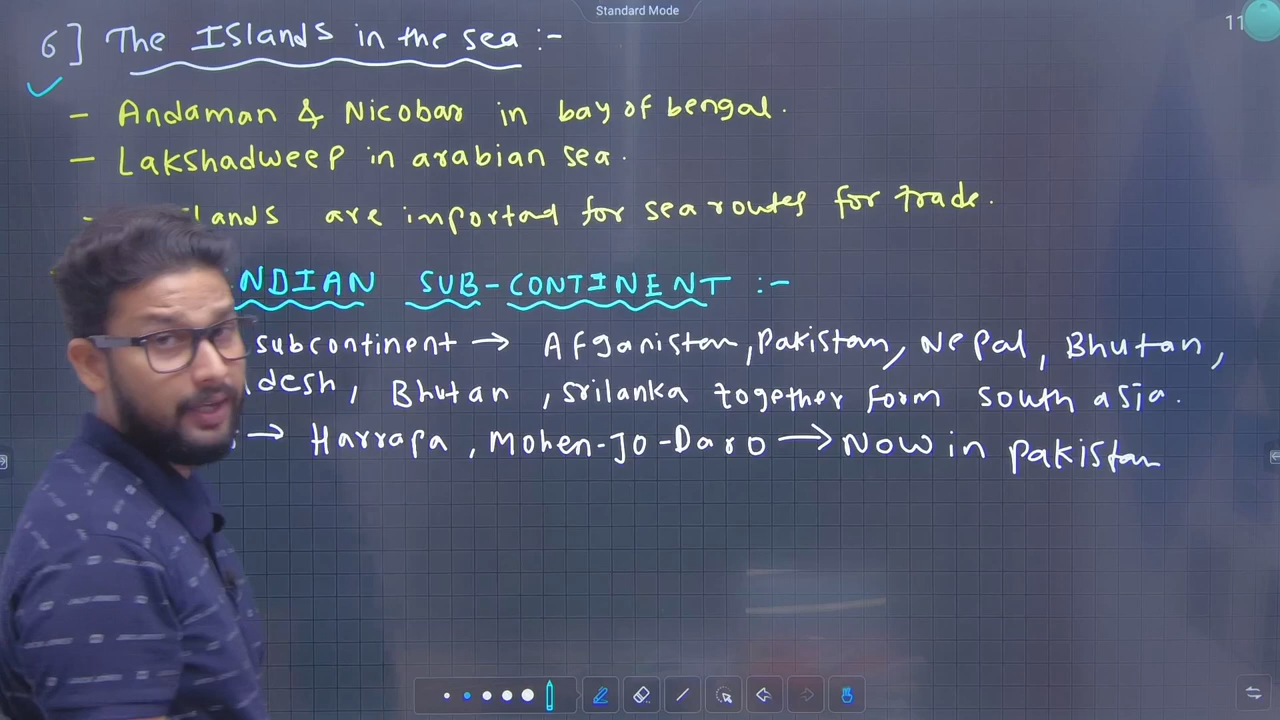 Standard Mode
11
6] The Islands in the sea :-
- Andaman & Nicobar in bay of bengal.
- Lakshadweep in arabian sea.
- lands are inportad for sea routes for trade.
NDIAN SUB-CONTINENT :-
subcontinent → Afganistan, Pakistan, Nepal, Bhutan,
desh, Bhutan, srilanka together form south asia.
→ Harrapa, Mohen-Jo-Daro → Now in pakistan